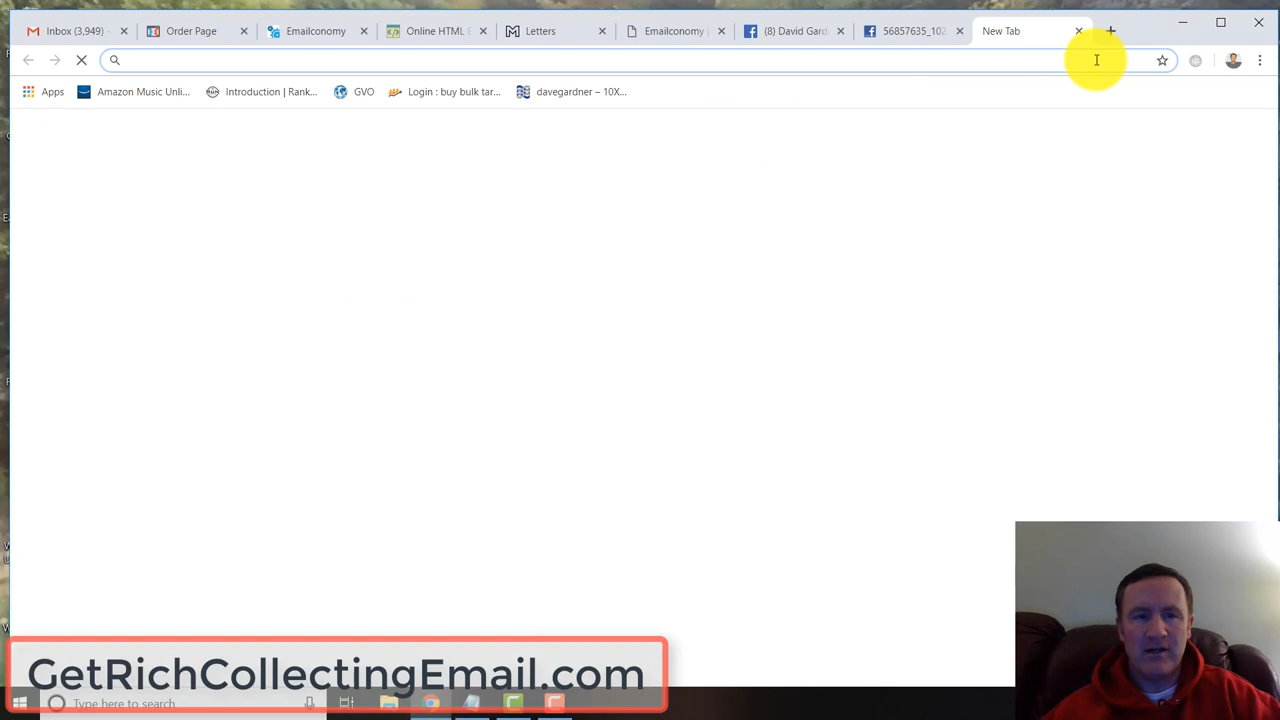 Inbox (3,949) -
Order Page
Emailconomy
Online HTML E
Letters
Emailconomy
(8) David Gard
56857635_102
New Tab
Apps
Amazon Music Unli...
Introduction | Rank...
GVO
Login : buy bulk tar...
davegardner – 10X...
GetRichCollectingEmail.com
Type here to search